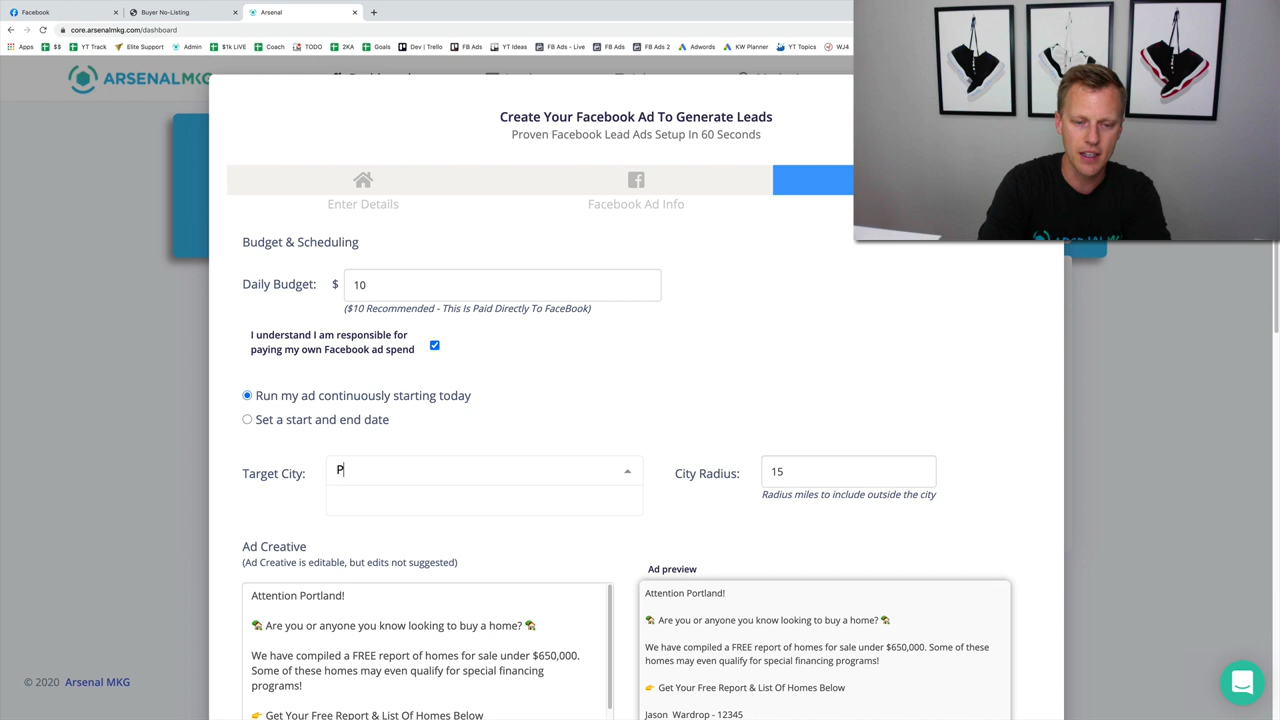 Facebook
Buyer No-Listing
Arsenal
core.arsenalmkg.com/dashboard
Apps $$ YT Track Elite Support Admin $1k LIVE Coach TODO 2KA Goals Dev | Trello FB Ads YT Ideas FB Ads - Live FB Ads 2 Adwords KW Planner YT Topics WJ4
ARSENALMKG
Create Your Facebook Ad To Generate Leads
Proven Facebook Lead Ads Setup In 60 Seconds
Enter Details
Facebook Ad Info
Budget & Scheduling
Daily Budget: $ 10
($10 Recommended - This Is Paid Directly To FaceBook)
I understand I am responsible for
paying my own Facebook ad spend
Run my ad continuously starting today
Set a start and end date
Target City: P
City Radius: 15
Radius miles to include outside the city
Ad Creative
(Ad Creative is editable, but edits not suggested)
Attention Portland!
🏡 Are you or anyone you know looking to buy a home? 🏡
We have compiled a FREE report of homes for sale under $650,000.
Some of these homes may even qualify for special financing
programs!
👉 Get Your Free Report & List Of Homes Below
Ad preview
Attention Portland!
🏡 Are you or anyone you know looking to buy a home? 🏡
We have compiled a FREE report of homes for sale under $650,000. Some of these
homes may even qualify for special financing programs!
👉 Get Your Free Report & List Of Homes Below
Jason Wardrop - 12345
© 2020 Arsenal MKG